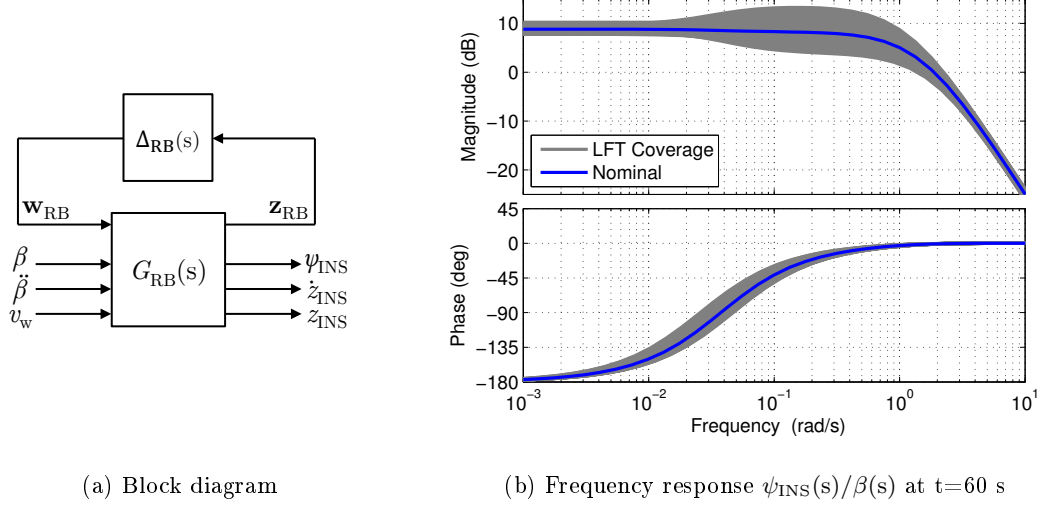 Δ_RB(s)
w_RB
z_RB
G_RB(s)
β
β̈
v_w
ψ_INS
ż_INS
z_INS
(a) Block diagram
Magnitude (dB)
10
0
−10
−20
LFT Coverage
Nominal
Phase (deg)
45
0
−45
−90
−135
−180
10^−3 10^−2 10^−1 10^0 10^1
Frequency (rad/s)
(b) Frequency response ψ_INS(s)/β(s) at t=60 s